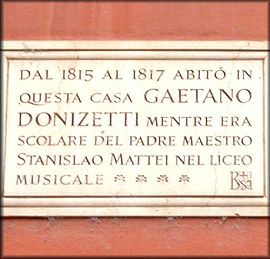 DAL 1815 AL 1817 ABITÓ IN
QUESTA CASA GAETANO
DONIZETTI MENTRE ERA
SCOLARE DEL PADRE MAESTRO
STANISLAO MATTEI NEL LICEO
MUSICALE